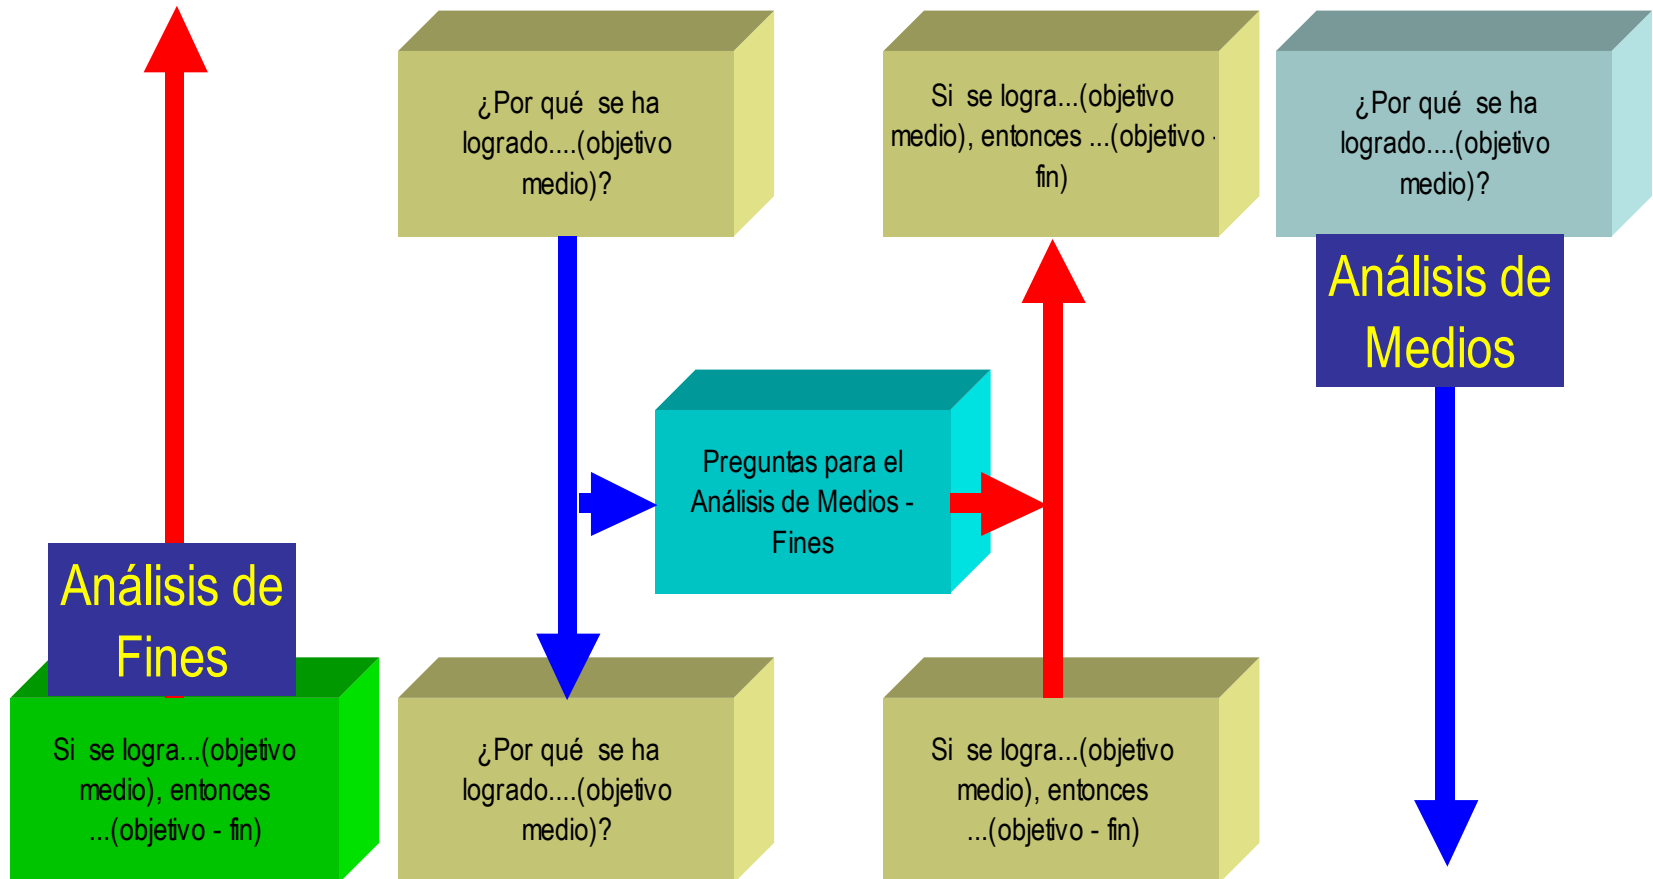 ¿Por qué se ha
logrado....(objetivo
medio)?
Si se logra...(objetivo
medio), entonces ...(objetivo -
fin)
¿Por qué se ha
logrado....(objetivo
medio)?
Análisis de
Medios
Preguntas para el
Análisis de Medios -
Fines
Análisis de
Fines
Si se logra...(objetivo
medio), entonces
...(objetivo - fin)
¿Por qué se ha
logrado....(objetivo
medio)?
Si se logra...(objetivo
medio), entonces
...(objetivo - fin)